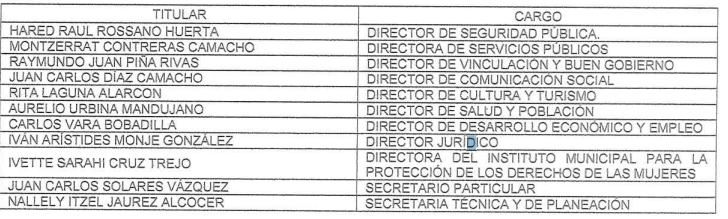 TITULAR CARGO
HARED RAUL ROSSANO HUERTA DIRECTOR DE SEGURIDAD PÚBLICA.
MONTZERRAT CONTRERAS CAMACHO DIRECTORA DE SERVICIOS PÚBLICOS
RAYMUNDO JUAN PIÑA RIVAS DIRECTOR DE VINCULACIÓN Y BUEN GOBIERNO
JUAN CARLOS DÍAZ CAMACHO DIRECTOR DE COMUNICACIÓN SOCIAL
RITA LAGUNA ALARCON DIRECTOR DE CULTURA Y TURISMO
AURELIO URBINA MANDUJANO DIRECTOR DE SALUD Y POBLACIÓN
CARLOS VARA BOBADILLA DIRECTOR DE DESARROLLO ECONÓMICO Y EMPLEO
IVÁN ARÍSTIDES MONJE GONZÁLEZ DIRECTOR JURIDICO
IVETTE SARAHI CRUZ TREJO DIRECTORA DEL INSTITUTO MUNICIPAL PARA LA
PROTECCIÓN DE LOS DERECHOS DE LAS MUJERES
JUAN CARLOS SOLARES VÁZQUEZ SECRETARIO PARTICULAR
NALLELY ITZEL JAUREZ ALCOCER SECRETARIA TÉCNICA Y DE PLANEACIÓN